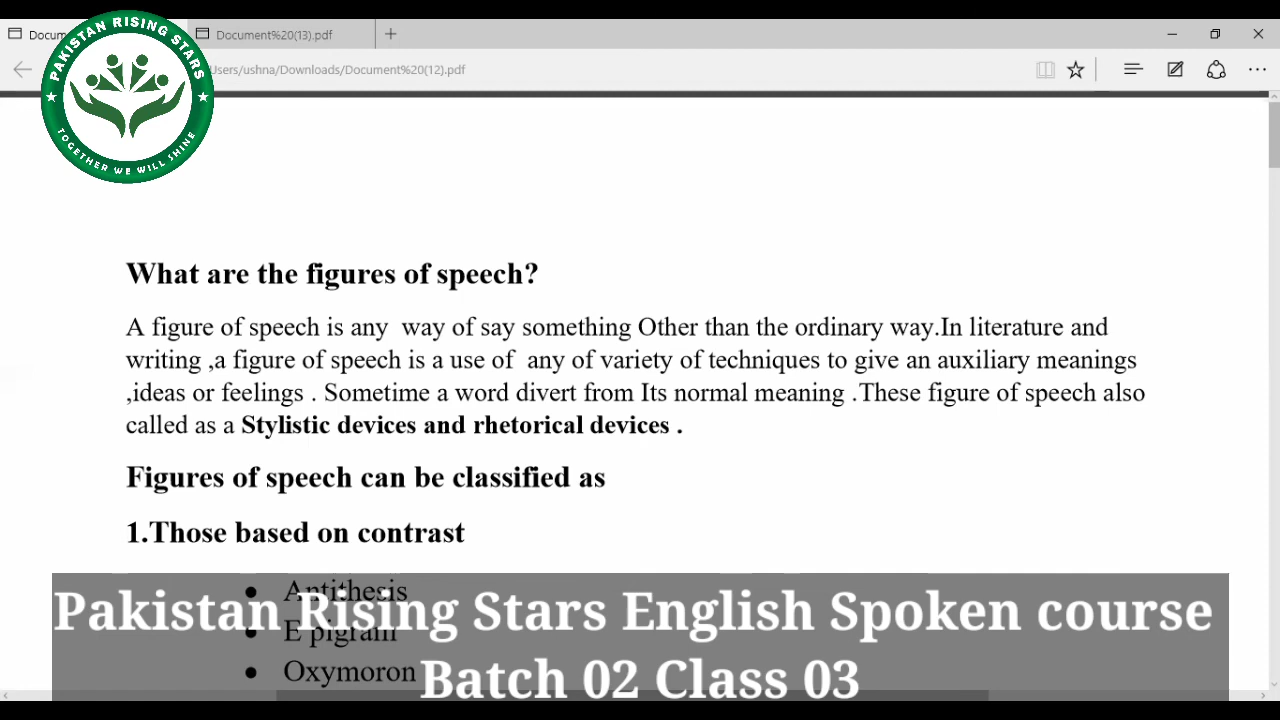 PAKISTAN RISING STARS
TOGETHER WE WILL SHINE
Docum
Document%20(13).pdf
Users/ushna/Downloads/Document%20(12).pdf
What are the figures of speech?
A figure of speech is any way of say something Other than the ordinary way.In literature and
writing ,a figure of speech is a use of any of variety of techniques to give an auxiliary meanings
,ideas or feelings . Sometime a word divert from Its normal meaning .These figure of speech also
called as a Stylistic devices and rhetorical devices .
Figures of speech can be classified as
1.Those based on contrast
• Antithesis
• E pigram
• Oxymoron
Pakistan Rising Stars English Spoken course
Batch 02 Class 03